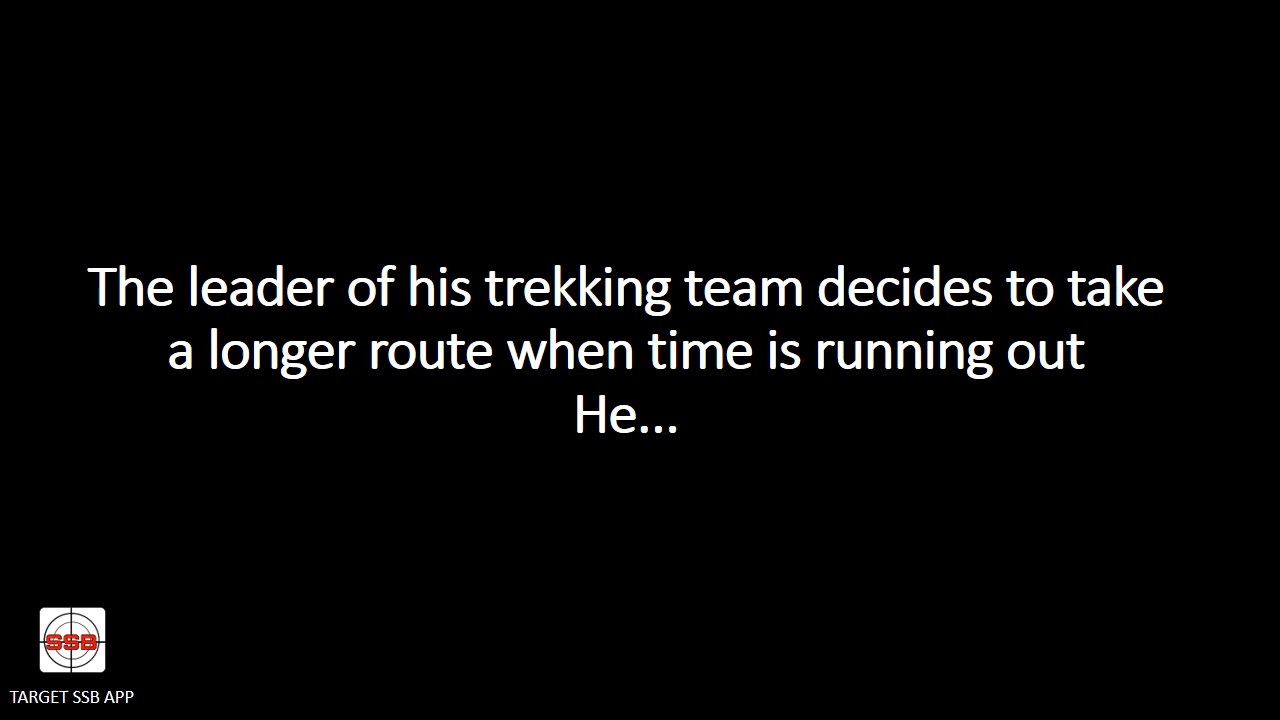 The leader of his trekking team decides to take
a longer route when time is running out
He...
SSB
TARGET SSB APP